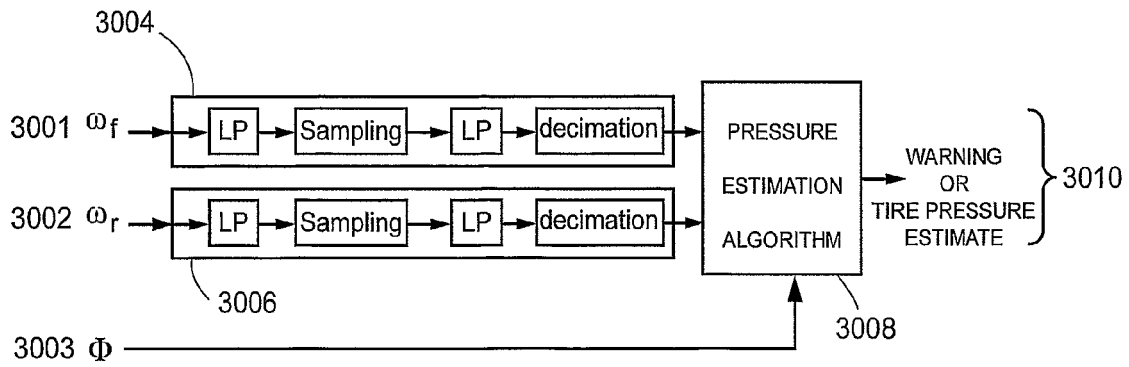 3004
3001 ωf LP Sampling LP decimation
3002 ωr LP Sampling LP decimation
3006
3003 Φ
PRESSURE
ESTIMATION
ALGORITHM
3008
WARNING
OR
TIRE PRESSURE
ESTIMATE
3010